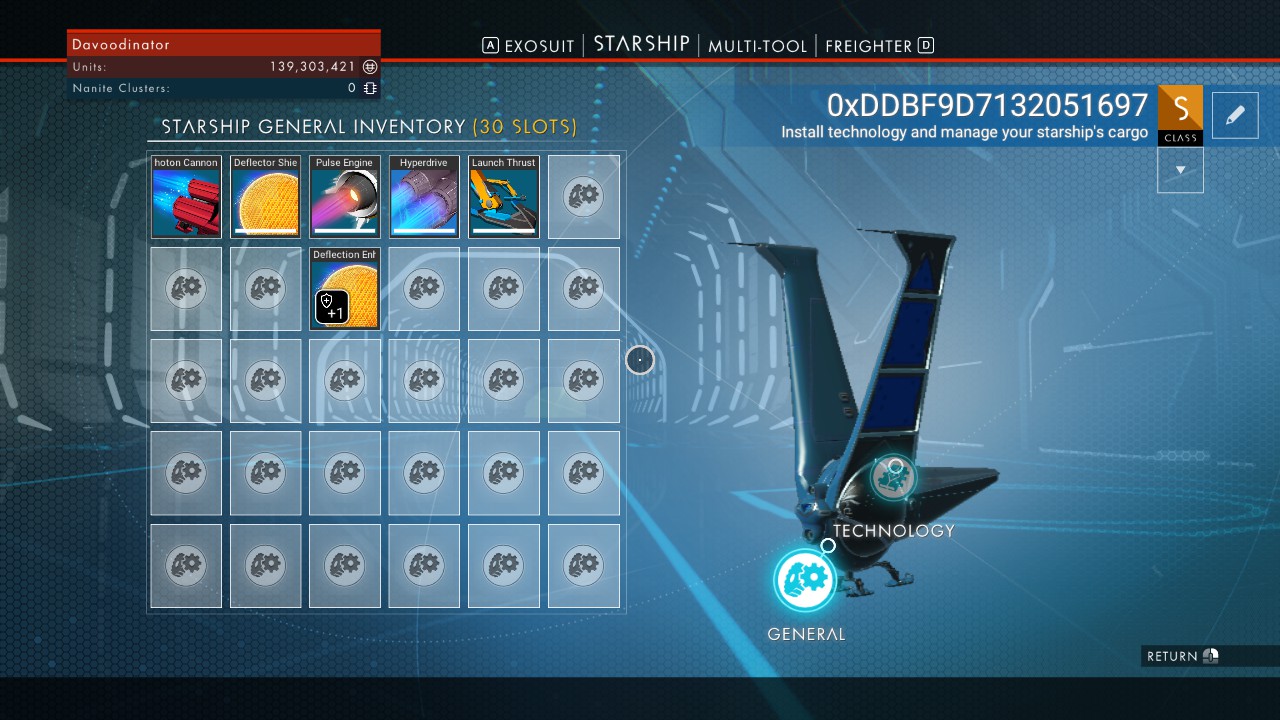 Davoodinator
Units: 139,303,421
Nanite Clusters: 0
A EXOSUIT STARSHIP MULTI-TOOL FREIGHTER D
0xDDBF9D7132051697
Install technology and manage your starship's cargo
S
CLASS
STARSHIP GENERAL INVENTORY (30 SLOTS)
hoton Cannon Deflector Shie Pulse Engine Hyperdrive Launch Thrust
Deflection Enh
+1
TECHNOLOGY
GENERAL
RETURN